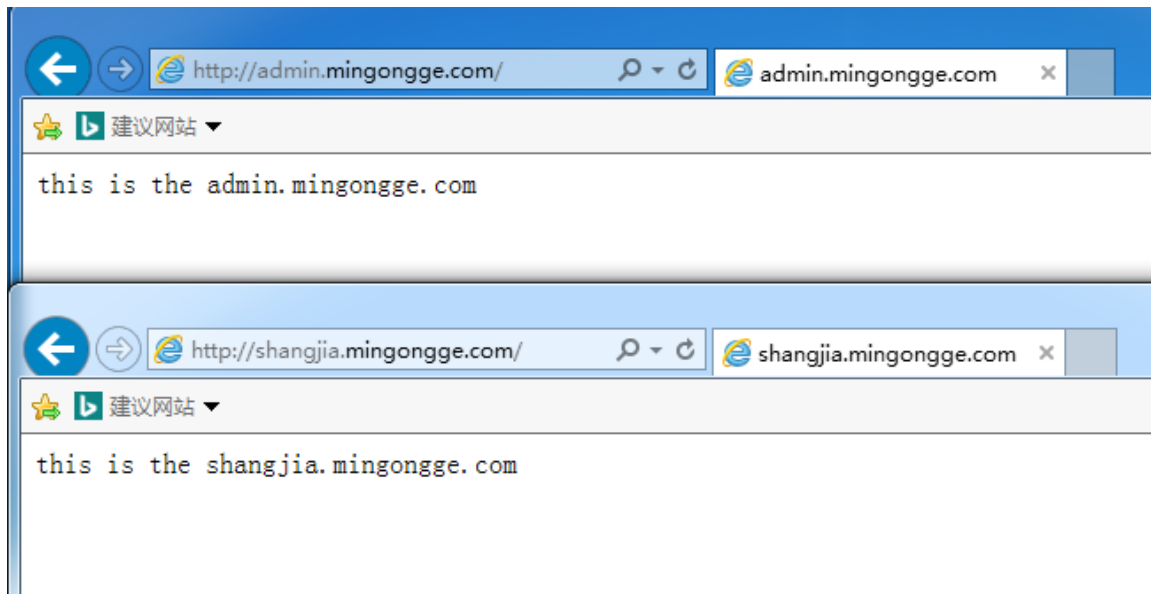 http://admin.mingongge.com/ admin.mingongge.com
建议网站
this is the admin.mingongge.com
http://shangjia.mingongge.com/ shangjia.mingongge.com
建议网站
this is the shangjia.mingongge.com